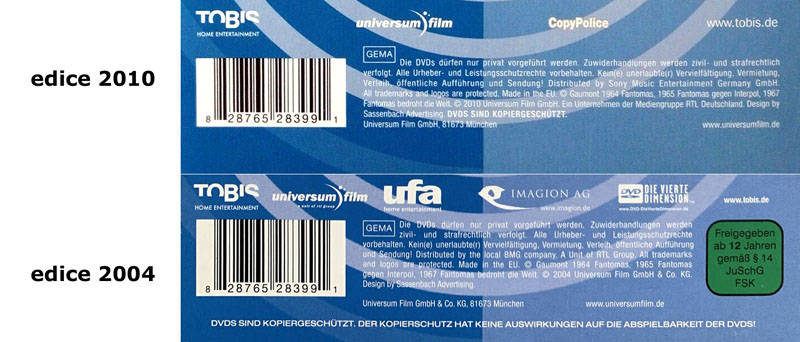 edice 2010
TOBIS
HOME ENTERTAINMENT
universum film
CopyPolice
www.tobis.de
GEMA Die DVDs dürfen nur privat vorgeführt werden. Zuwiderhandlungen werden zivil- und strafrechtlich
verfolgt. Alle Urheber- und Leistungsschutzrechte vorbehalten. Kein(e) unerlaubte(r) Vervielfältigung, Vermietung,
Verleih, öffentliche Aufführung und Sendung! Distributed by Sony Music Entertainment Germany GmbH.
All trademarks and logos are protected. Made in the EU. © Gaumont 1964 Fantomas, 1965 Fantomas gegen Interpol, 1967
Fantomas bedroht die Welt. © 2010 Universum Film GmbH. Ein Unternehmen der Mediengruppe RTL Deutschland. Design by
Sassenbach Advertising. DVDS SIND KOPIERGESCHÜTZT.
Universum Film GmbH, 81673 München
www.universumfilm.de
8 28765 28399 1
edice 2004
TOBIS
HOME ENTERTAINMENT
universum film
a unit of rtl group
ufa
home entertainment
IMAGION AG
www.imagion.de
DVD DIE VIERTE
DIMENSION
www.DVD-DieVierteDimension.de
www.tobis.de
GEMA Die DVDs dürfen nur privat vorgeführt werden. Zuwiderhandlungen werden
zivil- und strafrechtlich verfolgt. Alle Urheber- und Leistungsschutzrechte
vorbehalten. Kein(e) unerlaubte(r) Vervielfältigung, Vermietung, Verleih, öffentliche Aufführung
und Sendung! Distributed by the local BMG company. A Unit of RTL Group. All trademarks
and logos are protected. Made in the EU. © Gaumont 1964 Fantomas, 1965 Fantomas
gegen Interpol, 1967 Fantomas bedroht die Welt. © 2004 Universum Film GmbH & Co. KG.
Design by Sassenbach Advertising.
Universum Film GmbH & Co. KG, 81673 München
www.universumfilm.de
8 28765 28399 1
Freigegeben
ab 12 Jahren
gemäß § 14
JuSchG
FSK
DVDS SIND KOPIERGESCHÜTZT. DER KOPIERSCHUTZ HAT KEINE AUSWIRKUNGEN AUF DIE ABSPIELBARKEIT DER DVDS!